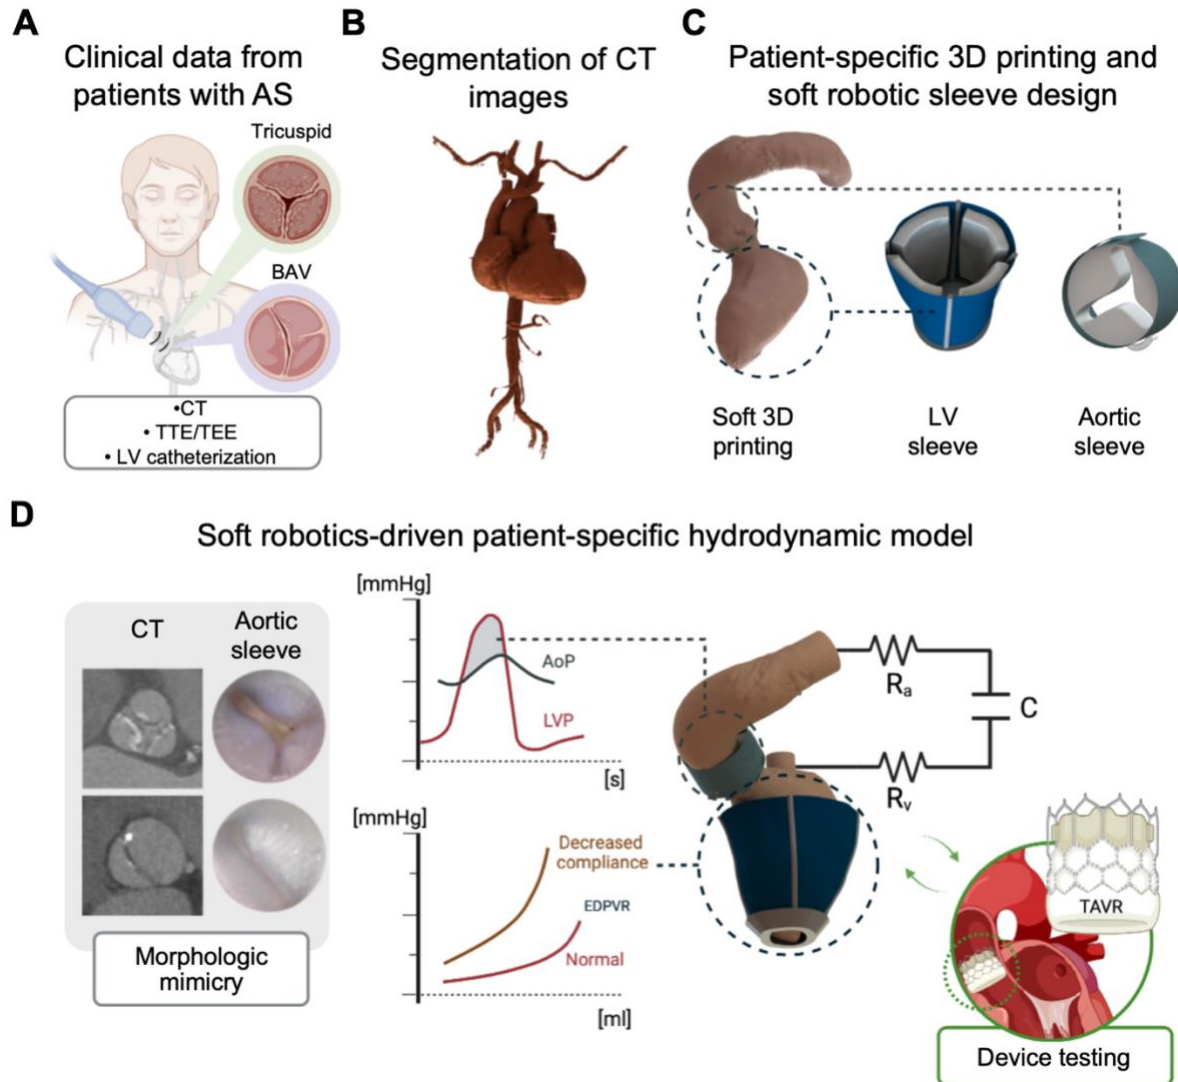 A
Clinical data from
patients with AS
Tricuspid
BAV
•CT
• TTE/TEE
• LV catheterization
B
Segmentation of CT
images
C
Patient-specific 3D printing and
soft robotic sleeve design
Soft 3D
printing
LV
sleeve
Aortic
sleeve
D
Soft robotics-driven patient-specific hydrodynamic model
CT
Aortic
sleeve
Morphologic
mimicry
[mmHg]
AoP
LVP
[s]
[mmHg]
Decreased
compliance
EDPVR
Normal
[ml]
Ra
C
Rv
TAVR
Device testing